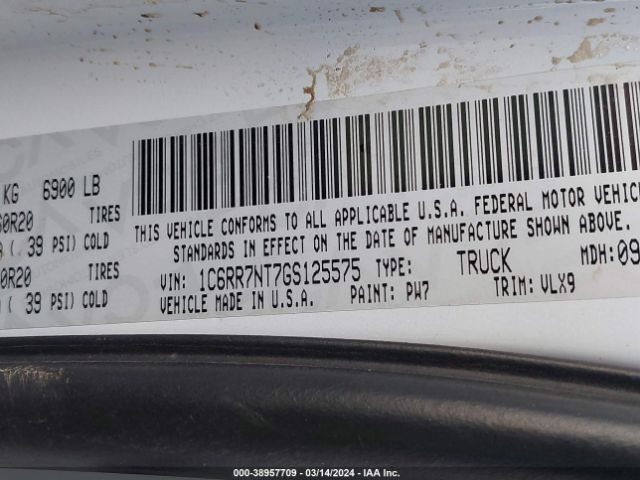 KG 6900 LB
60R20 TIRES
( . 39 PSI) COLD
0R20 TIRES
( 39 PSI) COLD
THIS VEHICLE CONFORMS TO ALL APPLICABLE U.S.A. FEDERAL MOTOR VEHIC
STANDARDS IN EFFECT ON THE DATE OF MANUFACTURE SHOWN ABOVE.
VIN: 1C6RR7NT7GS125575 TYPE: TRUCK MDH:09
VEHICLE MADE IN U.S.A. PAINT: PW7 TRIM: VLX9
000-38957709 - 03/14/2024 - IAA Inc.